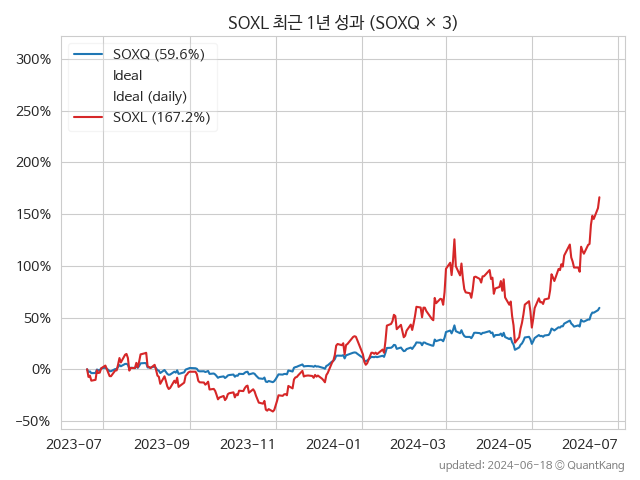 SOXL 최근 1년 성과 (SOXQ × 3)
300%
250%
200%
150%
100%
50%
0%
−50%
SOXQ (59.6%)
Ideal
Ideal (daily)
SOXL (167.2%)
2023-07
2023-09
2023-11
2024-01
2024-03
2024-05
2024-07
updated: 2024-06-18 © QuantKang